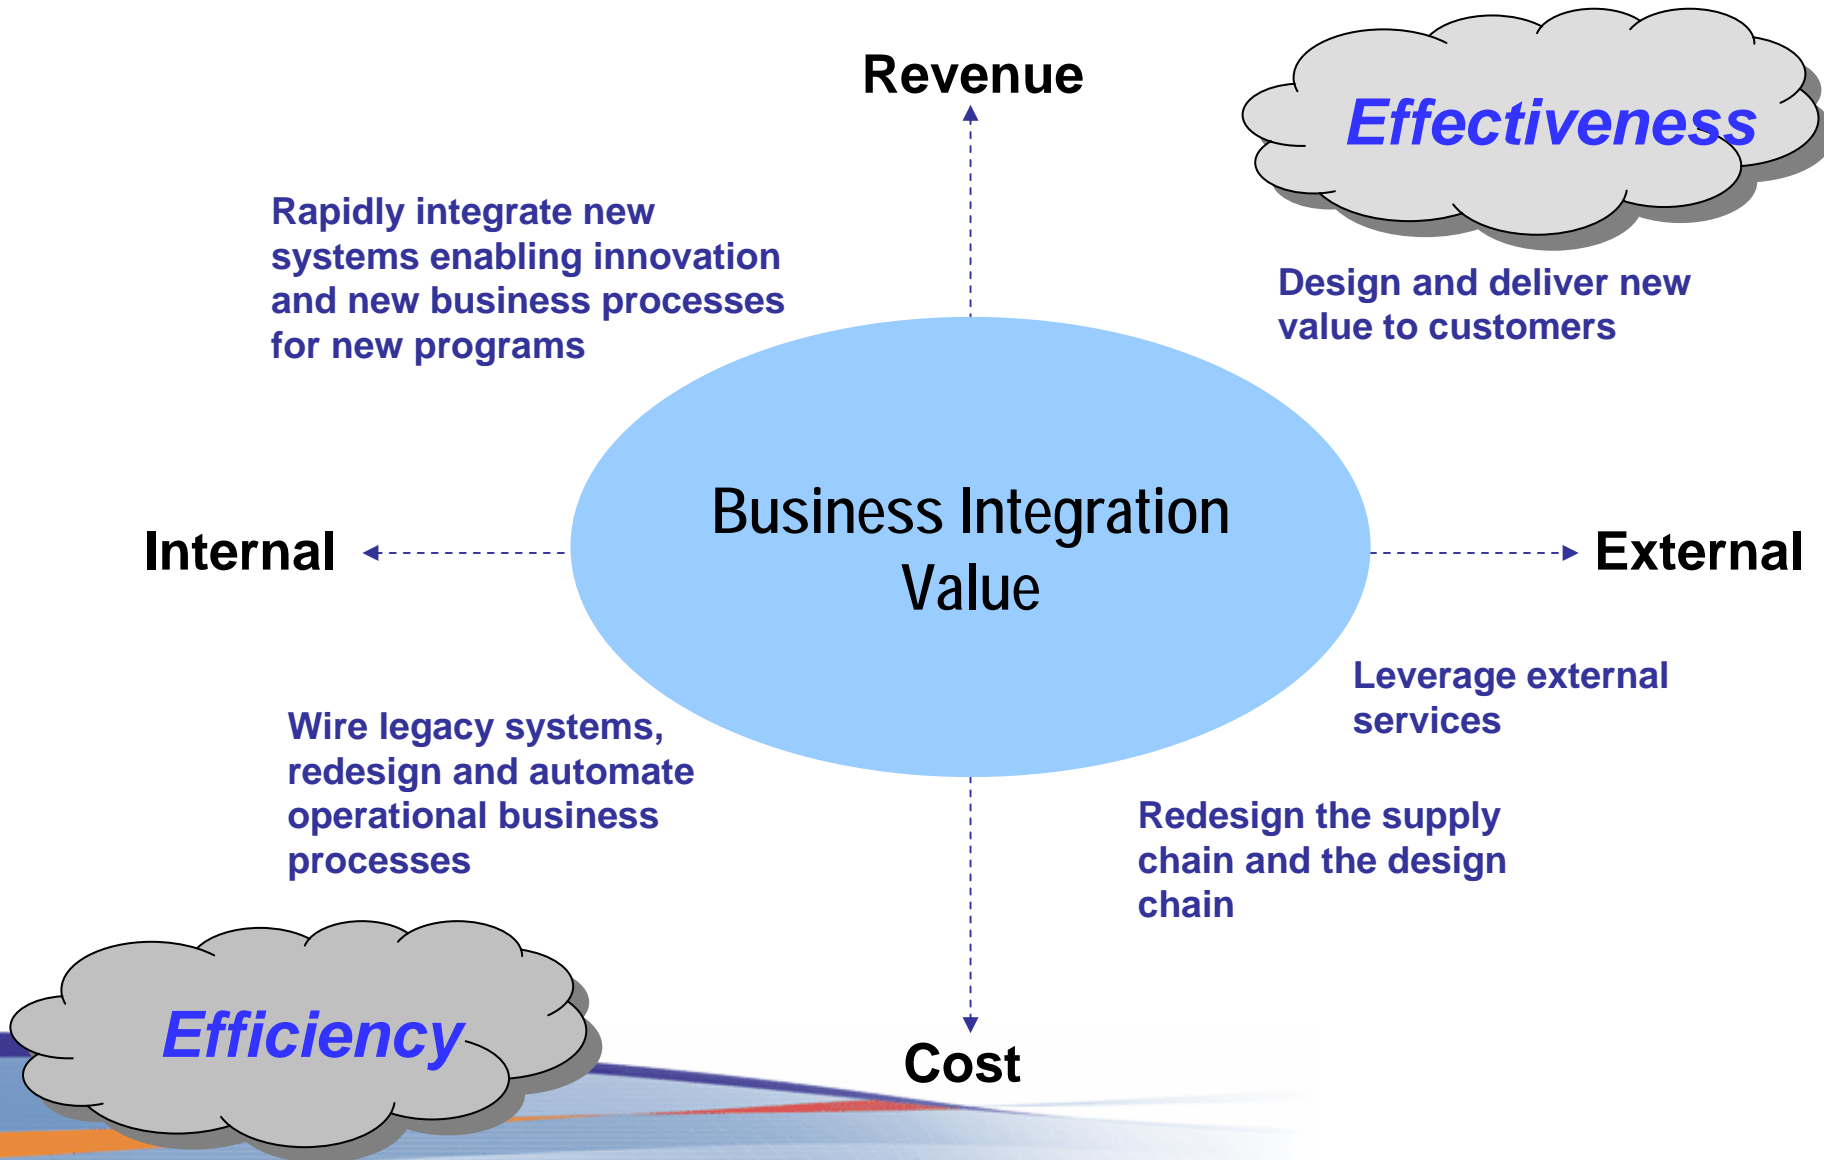 Revenue
Effectiveness
Rapidly integrate new
systems enabling innovation
and new business processes
for new programs
Design and deliver new
value to customers
Business Integration
Value
Internal
External
Leverage external
services
Wire legacy systems,
redesign and automate
operational business
processes
Redesign the supply
chain and the design
chain
Efficiency
Cost